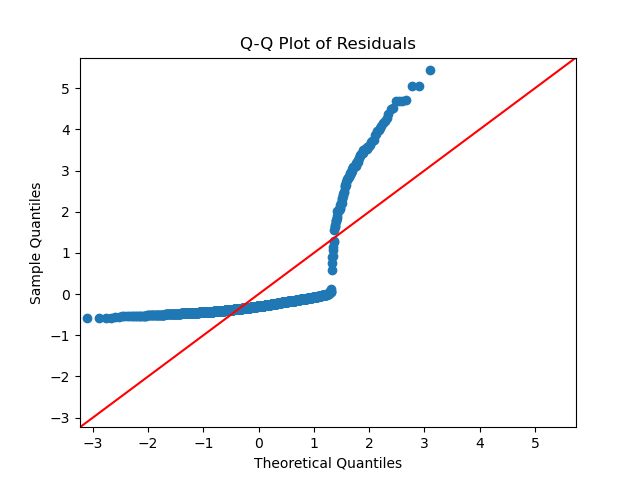 Q-Q Plot of Residuals
5
4
3
2
1
0
−1
−2
−3
Sample Quantiles
−3 −2 −1 0 1 2 3 4 5
Theoretical Quantiles